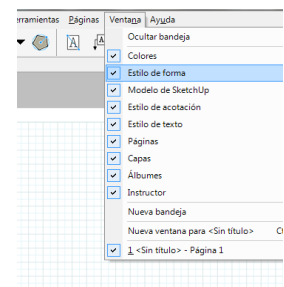 Páginas Ventana Ayuda
Ocultar bandeja
Colores
Estilo de forma
Modelo de SketchUp
Estilo de acotación
Estilo de texto
Páginas
Capas
Álbumes
Instructor
Nueva bandeja
Nueva ventana para <Sin título>
1 <Sin título> - Página 1